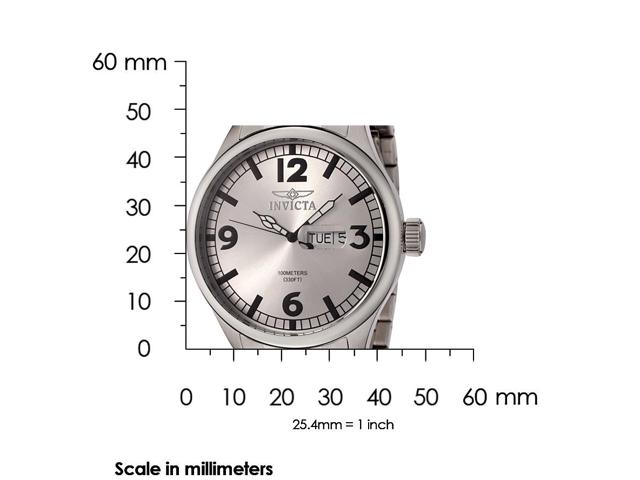 60 mm
50
40
30
20
10
0
12
INVICTA
9
TUE 5 3
100METERS
(330FT)
6
0 10 20 30 40 50 60 mm
25.4mm = 1 inch
Scale in millimeters